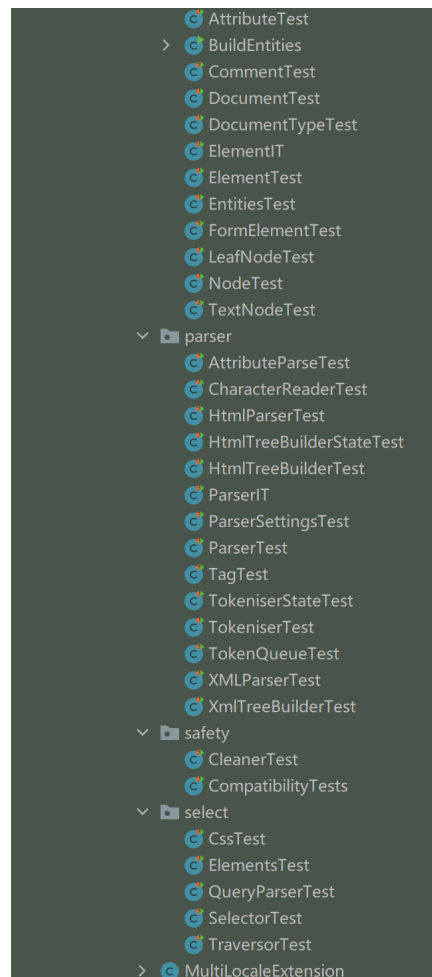 AttributeTest
BuildEntities
CommentTest
DocumentTest
DocumentTypeTest
ElementIT
ElementTest
EntitiesTest
FormElementTest
LeafNodeTest
NodeTest
TextNodeTest
parser
AttributeParseTest
CharacterReaderTest
HtmlParserTest
HtmlTreeBuilderStateTest
HtmlTreeBuilderTest
ParserIT
ParserSettingsTest
ParserTest
TagTest
TokeniserStateTest
TokeniserTest
TokenQueueTest
XMLParserTest
XmlTreeBuilderTest
safety
CleanerTest
CompatibilityTests
select
CssTest
ElementsTest
QueryParserTest
SelectorTest
TraversorTest
MultiLocaleExtension